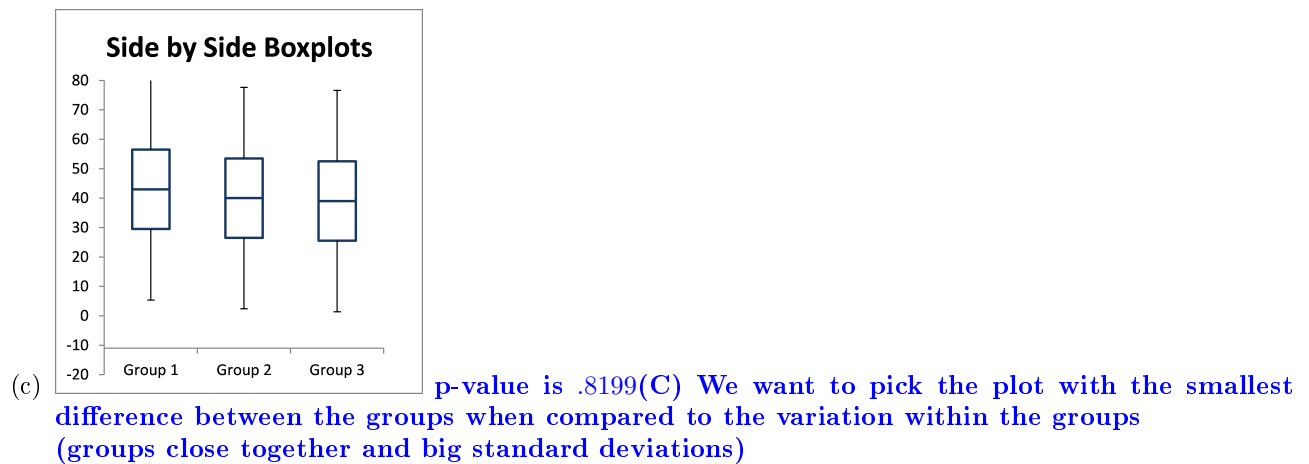 Side by Side Boxplots
80
70
60
50
40
30
20
10
0
-10
-20
Group 1 Group 2 Group 3
(c) p-value is .8199(C) We want to pick the plot with the smallest
difference between the groups when compared to the variation within the groups
(groups close together and big standard deviations)